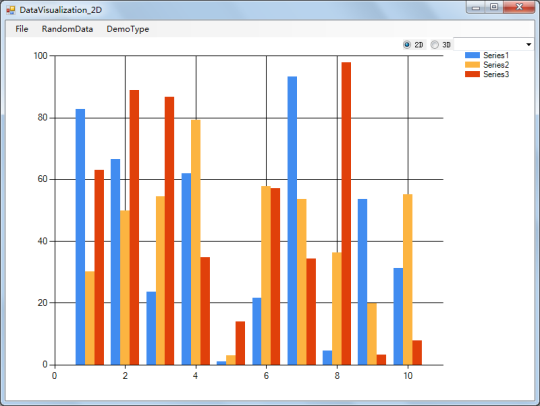 DataVisualization_2D
File RandomData DemoType
2D 3D
Series1
Series2
Series3
100
80
60
40
20
0
0 2 4 6 8 10